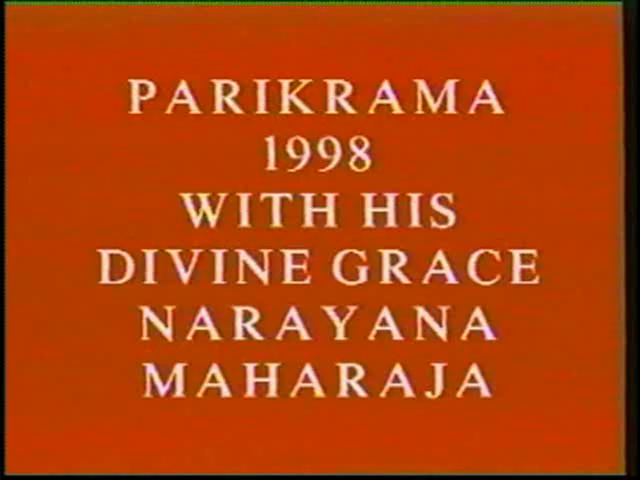 PARIKRAMA
1998
WITH HIS
DIVINE GRACE
NARAYANA
MAHARAJA